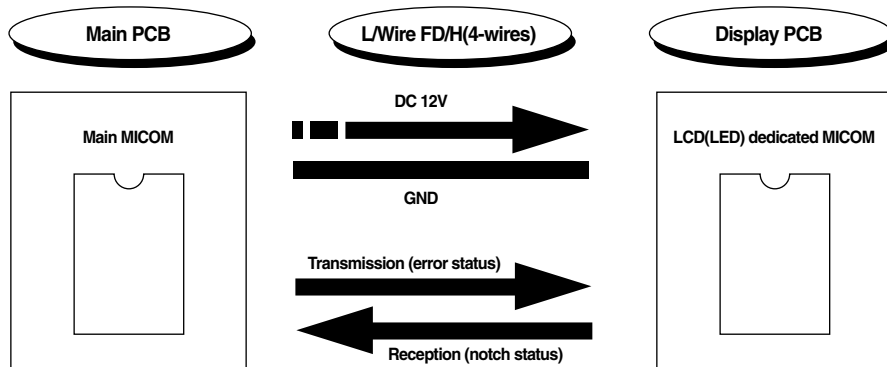 Main PCB
L/Wire FD/H(4-wires)
Display PCB
Main MICOM
DC 12V
GND
Transmission (error status)
Reception (notch status)
LCD(LED) dedicated MICOM